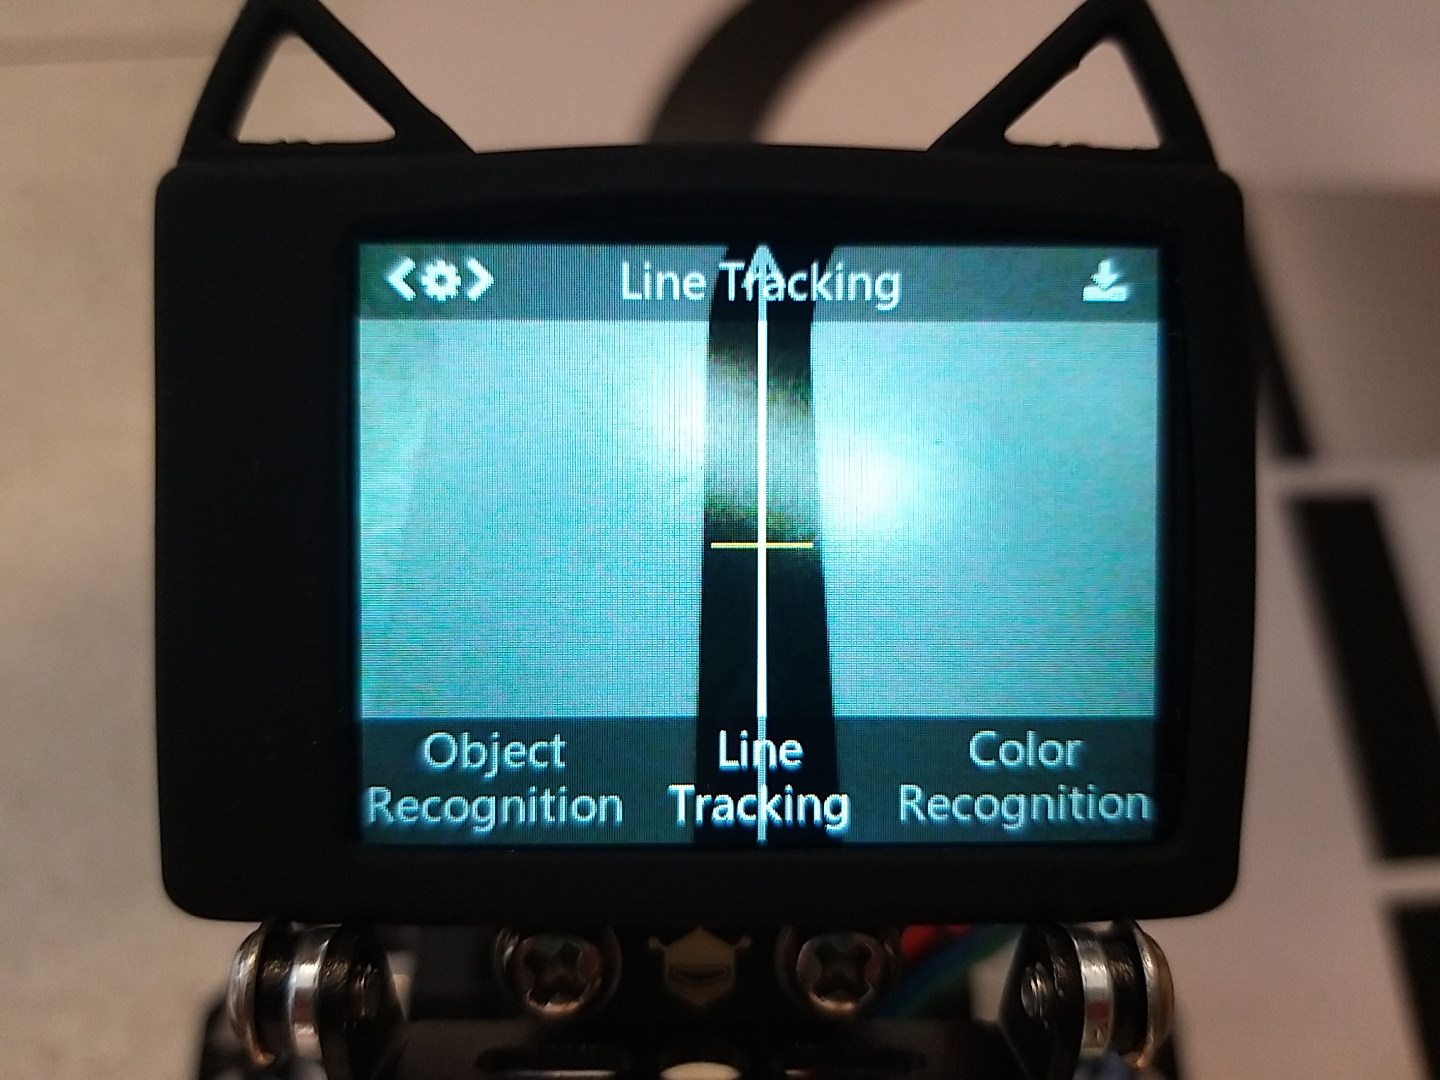 Line Tracking
Object Recognition
Line Tracking
Color Recognition